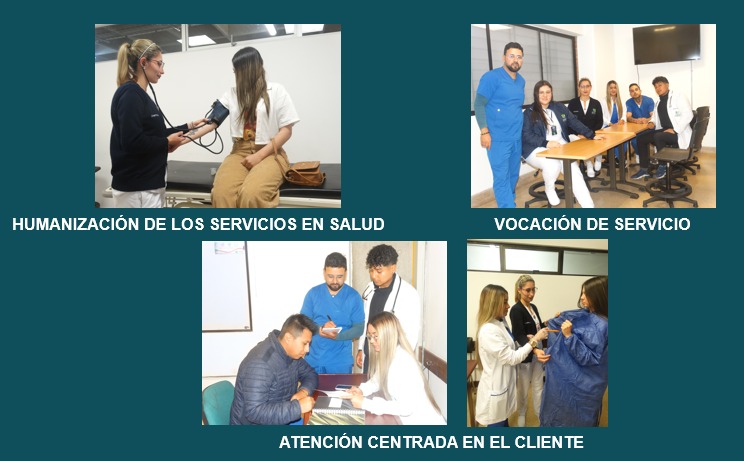 HUMANIZACIÓN DE LOS SERVICIOS EN SALUD
VOCACIÓN DE SERVICIO
ATENCIÓN CENTRADA EN EL CLIENTE